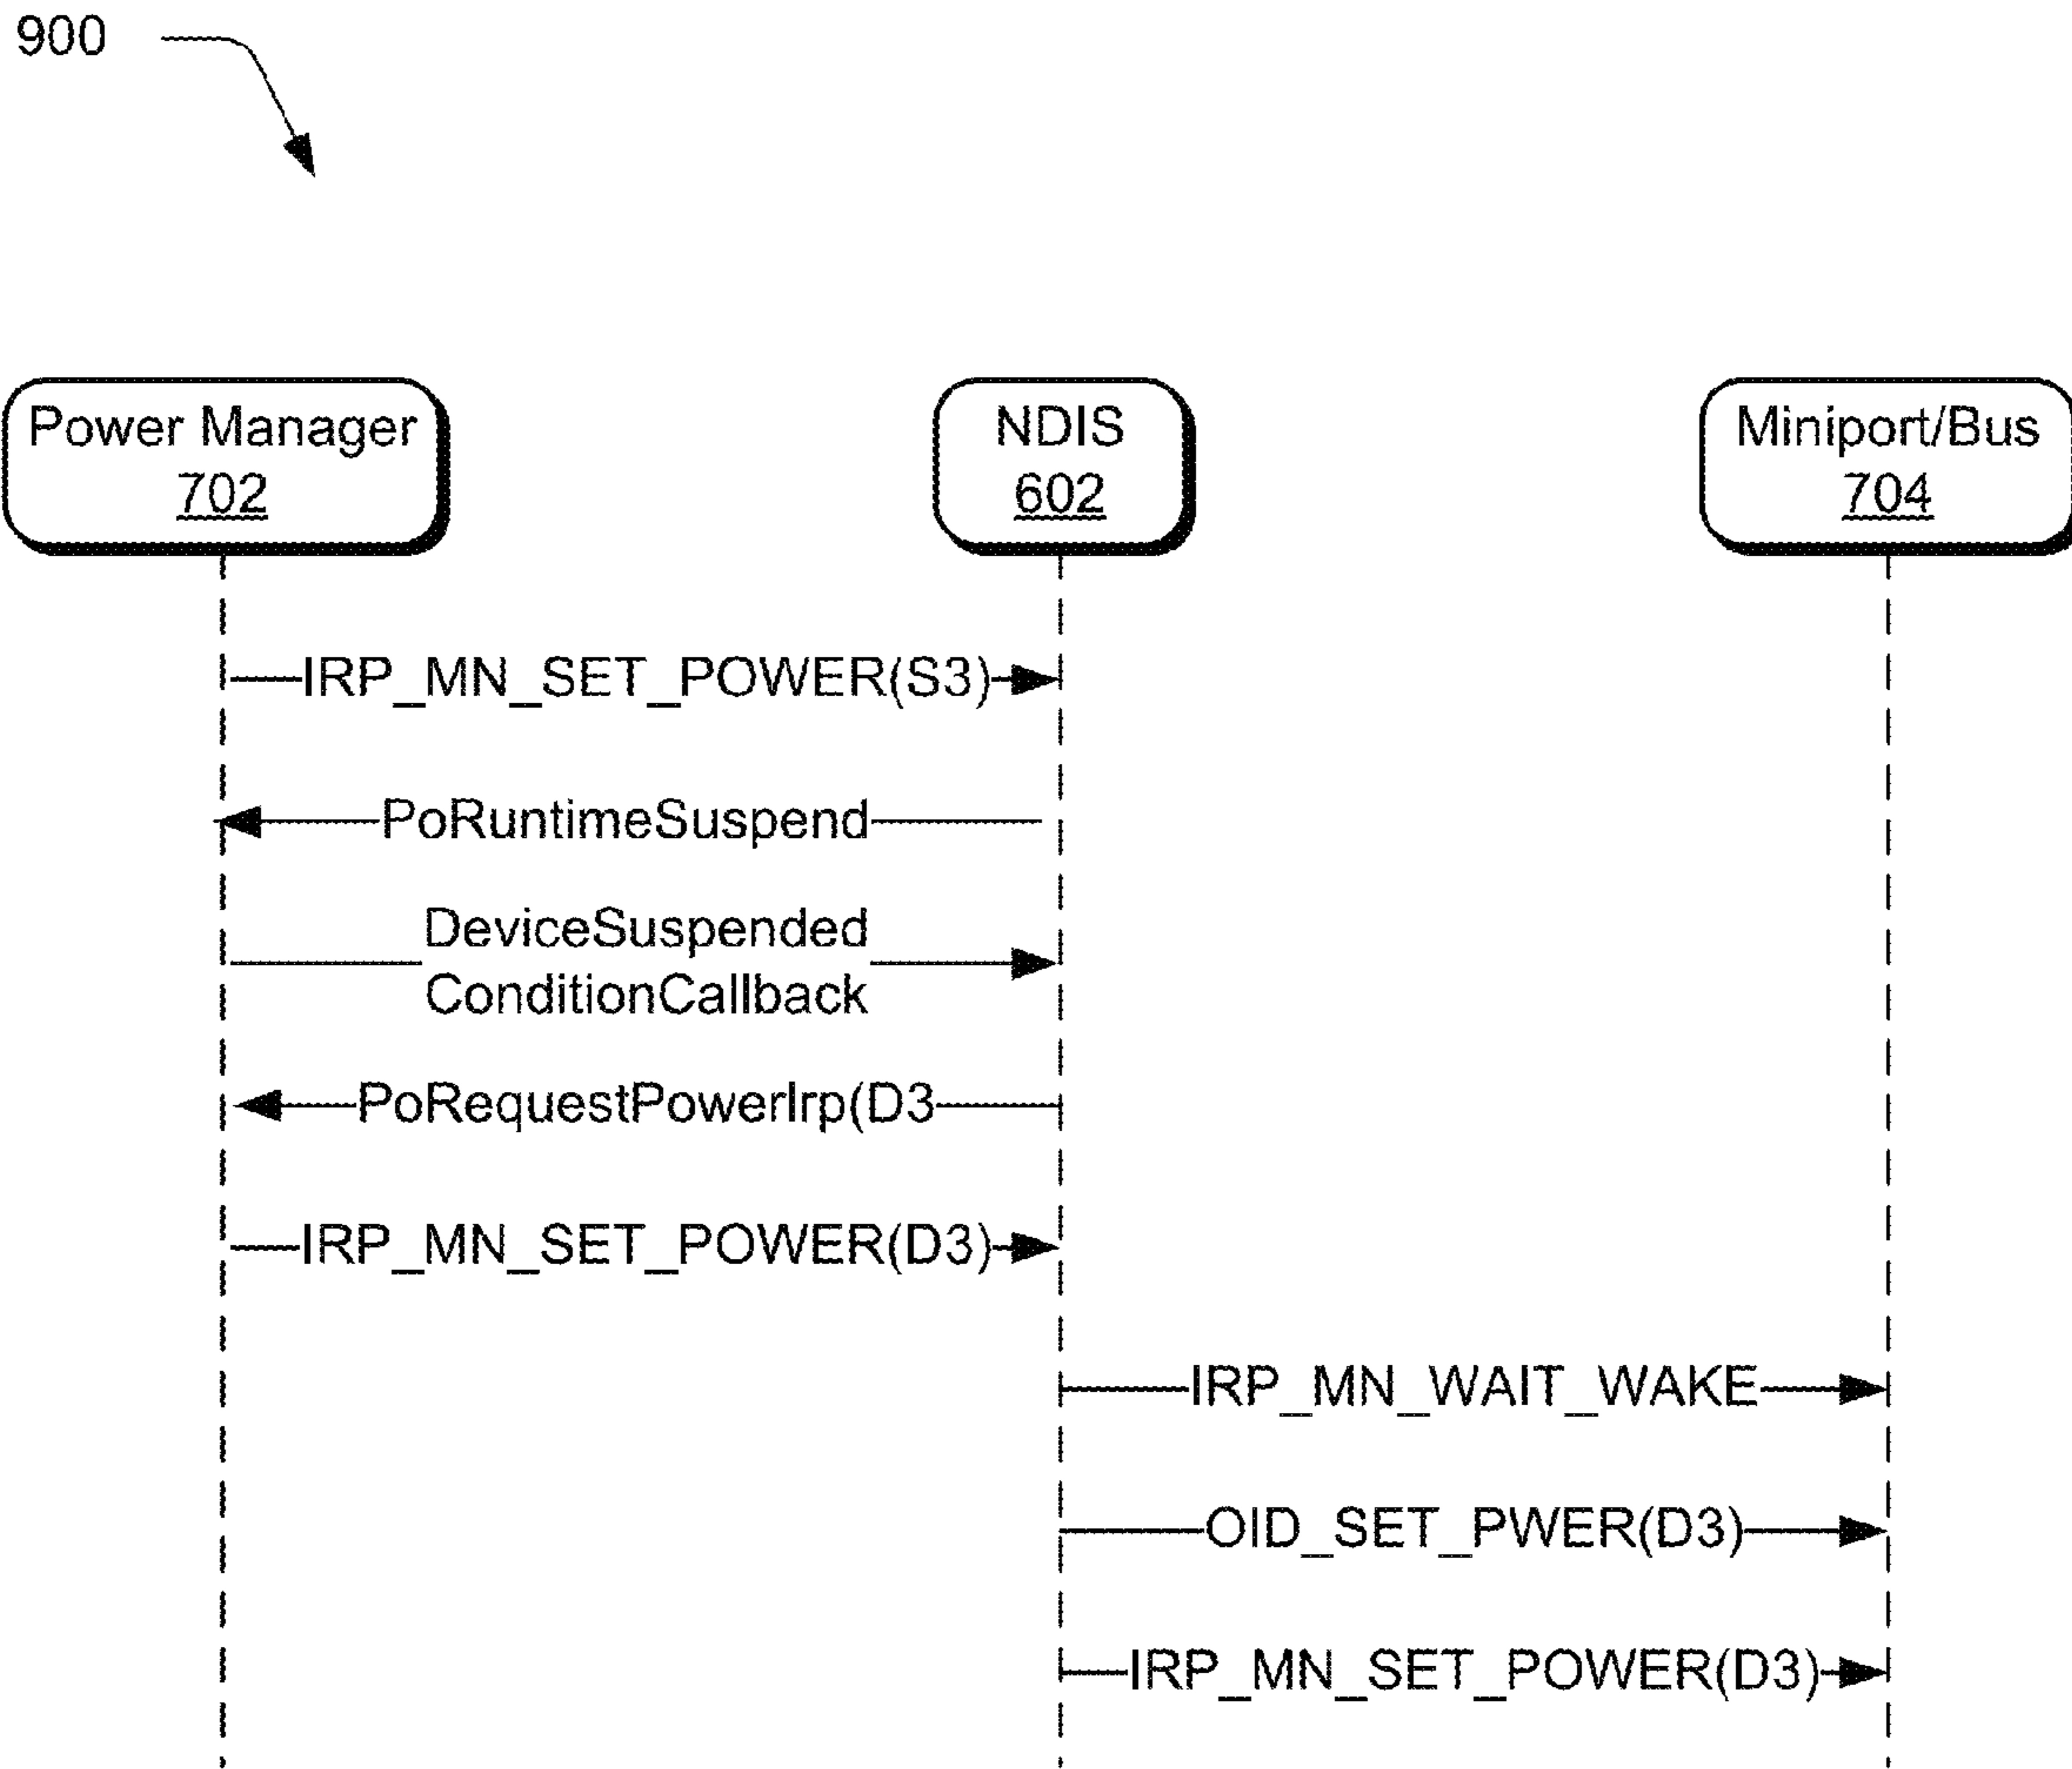 900
Power Manager
702
NDIS
602
Miniport/Bus
704
IRP_MN_SET_POWER(S3)
PoRuntimeSuspend
DeviceSuspended
ConditionCallback
PoRequestPowerIrp(D3
IRP_MN_SET_POWER(D3)
IRP_MN_WAIT_WAKE
OID_SET_PWER(D3)
IRP_MN_SET_POWER(D3)